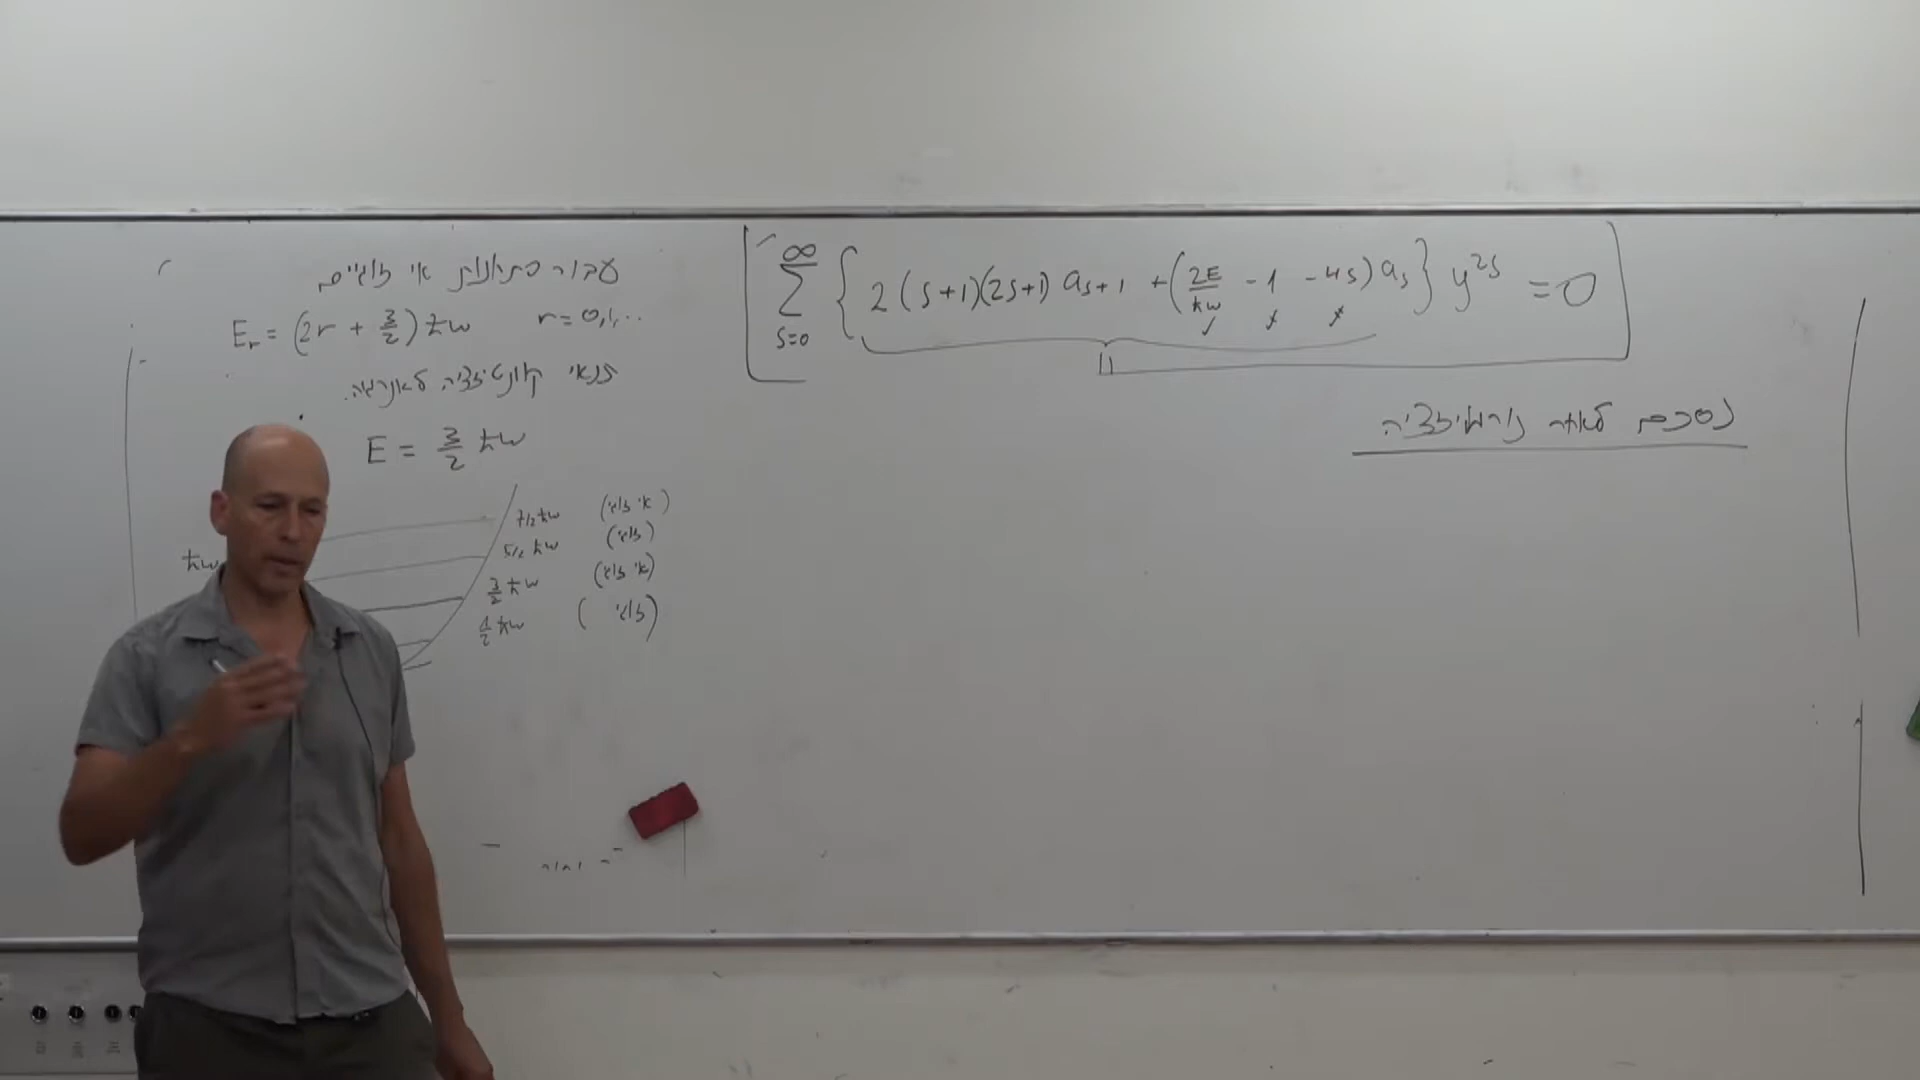 עבור פתרונות אי זוגיים
E_r = (2r + 3/2) ħω    r = 0,1,...
תנאי קוונטיזציה לאנרגיה.
E = 3/2 ħω
7/2 ħω (אי זוגי)
5/2 ħω (זוגי)
ħω
3/2 ħω (אי זוגי)
1/2 ħω ( זוגי)
∑_{s=0}^{∞} { 2(s+1)(2s+1) a_{s+1} + (2E/ħω - 1 - 4s) a_s } y^{2s} = 0
נסכם לאחר נורמליזציה